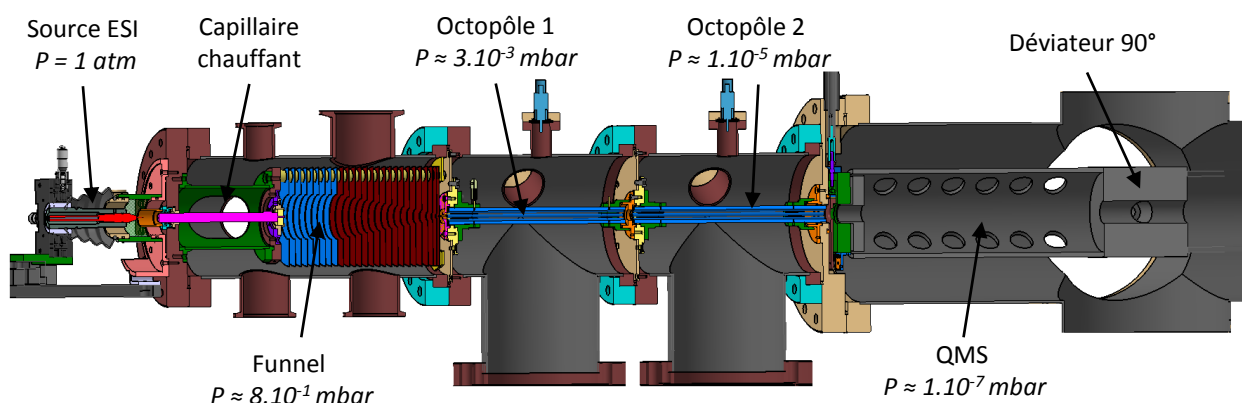 Source ESI
P = 1 atm
Capillaire
chauffant
Octopôle 1
P ≈ 3.10⁻³ mbar
Octopôle 2
P ≈ 1.10⁻⁵ mbar
Déviateur 90°
Funnel
P ≈ 8.10⁻¹ mbar
QMS
P ≈ 1.10⁻⁷ mbar